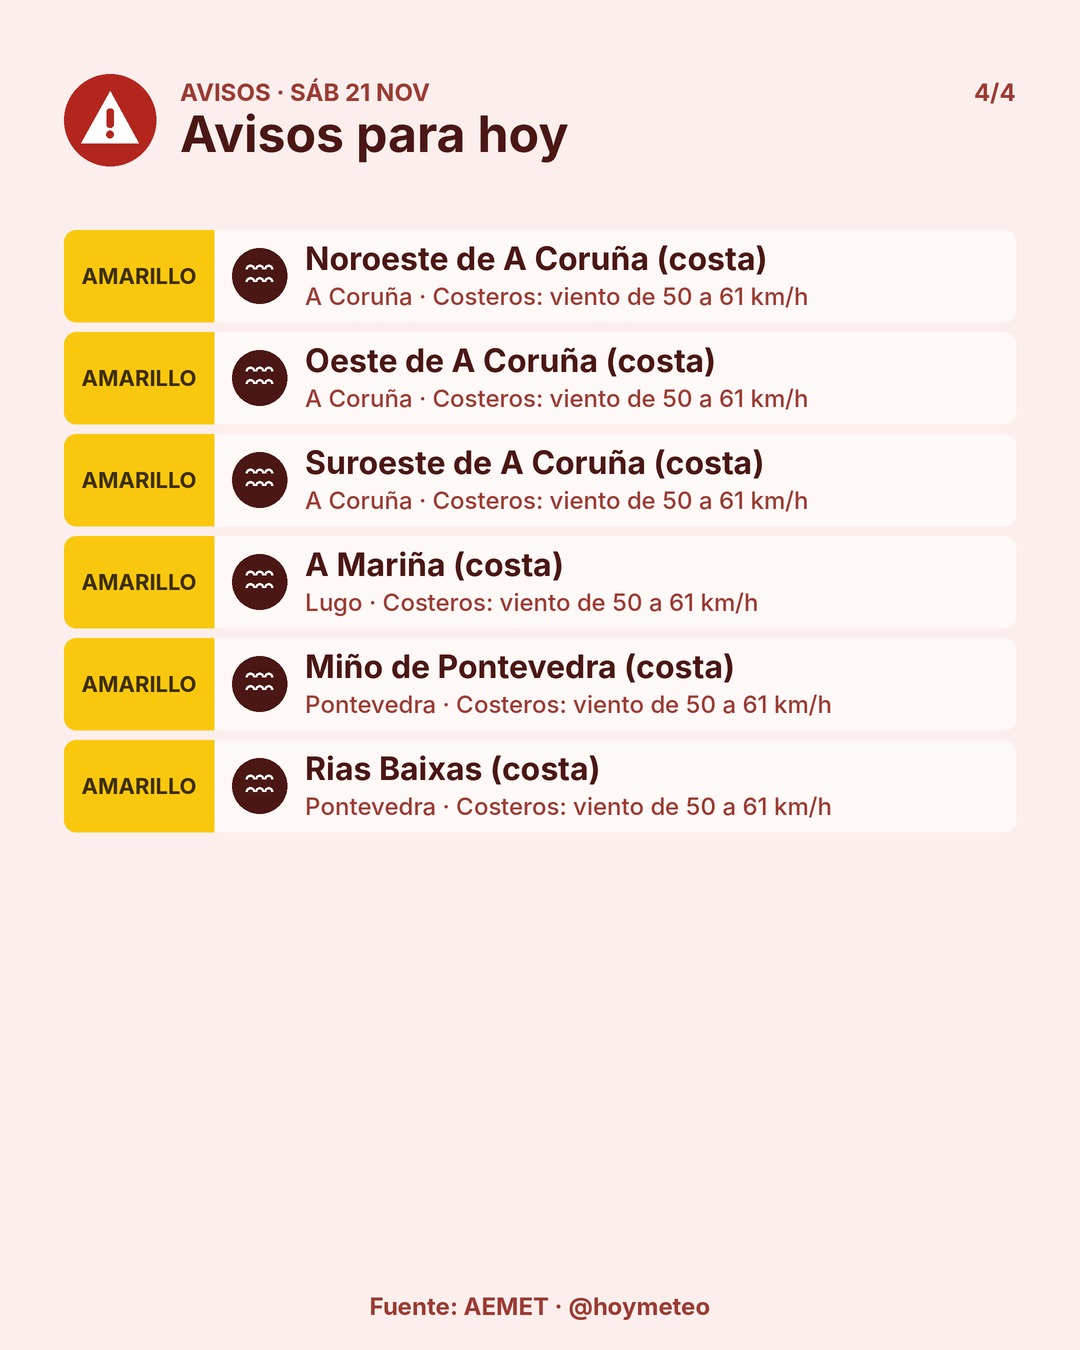 AVISOS · SÁB 21 NOV
4/4
Avisos para hoy
AMARILLO
Noroeste de A Coruña (costa)
A Coruña · Costeros: viento de 50 a 61 km/h
AMARILLO
Oeste de A Coruña (costa)
A Coruña · Costeros: viento de 50 a 61 km/h
AMARILLO
Suroeste de A Coruña (costa)
A Coruña · Costeros: viento de 50 a 61 km/h
AMARILLO
A Mariña (costa)
Lugo · Costeros: viento de 50 a 61 km/h
AMARILLO
Miño de Pontevedra (costa)
Pontevedra · Costeros: viento de 50 a 61 km/h
AMARILLO
Rias Baixas (costa)
Pontevedra · Costeros: viento de 50 a 61 km/h
Fuente: AEMET · @hoymeteo